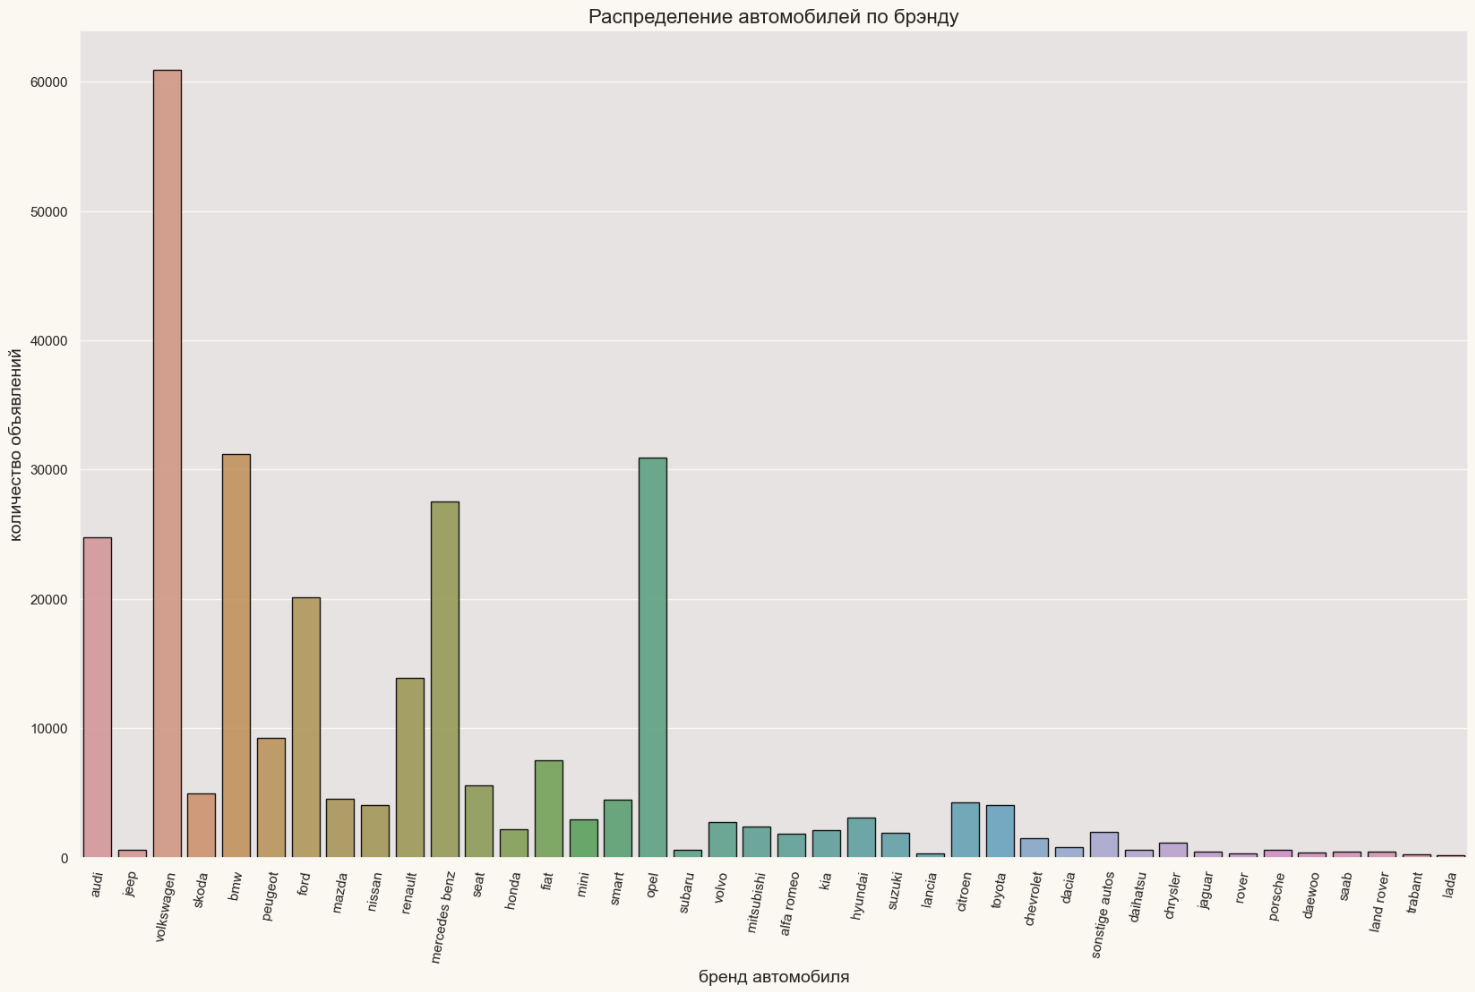 Распределение автомобилей по брэнду
количество объявлений
60000
50000
40000
30000
20000
10000
0
audi
jeep
volkswagen
skoda
bmw
peugeot
ford
mazda
nissan
renault
mercedes benz
seat
honda
fiat
mini
smart
opel
subaru
volvo
mitsubishi
alfa romeo
kia
hyundai
suzuki
lancia
citroen
toyota
chevrolet
dacia
sonstige autos
daihatsu
chrysler
jaguar
rover
porsche
daewoo
saab
land rover
trabant
lada
бренд автомобиля